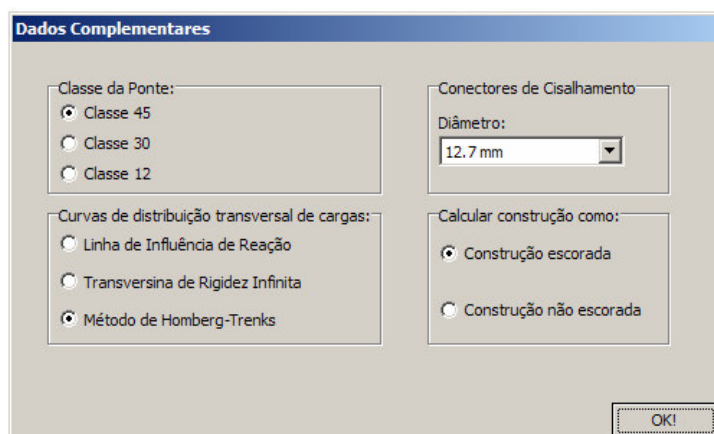 Dados Complementares
Classe da Ponte:
Classe 45
Classe 30
Classe 12
Conectores de Cisalhamento
Diâmetro:
12.7 mm
Curvas de distribuição transversal de cargas:
Linha de Influência de Reação
Transversina de Rigidez Infinita
Método de Homberg-Trenks
Calcular construção como:
Construção escorada
Construção não escorada
OK!